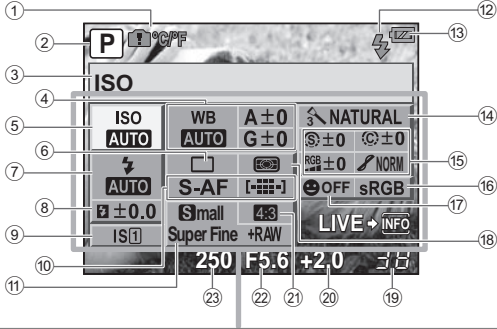 ① ⑫
② P °C/°F ⑬
③ ISO
④
⑤ ISO WB A±0 3 NATURAL ⑭
AUTO AUTO G±0 S ±0 C ±0
⑥ RGB ±0 NORM ⑮
⑦ AUTO S-AF OFF sRGB ⑯
⑰
⑧ ±0.0 Small 4:3 LIVE INFO
⑨ IS1 Super Fine +RAW ⑱
⑩
⑪ 250 F5.6 +2.0 38
㉓ ㉒ ㉑ ⑳ ⑲